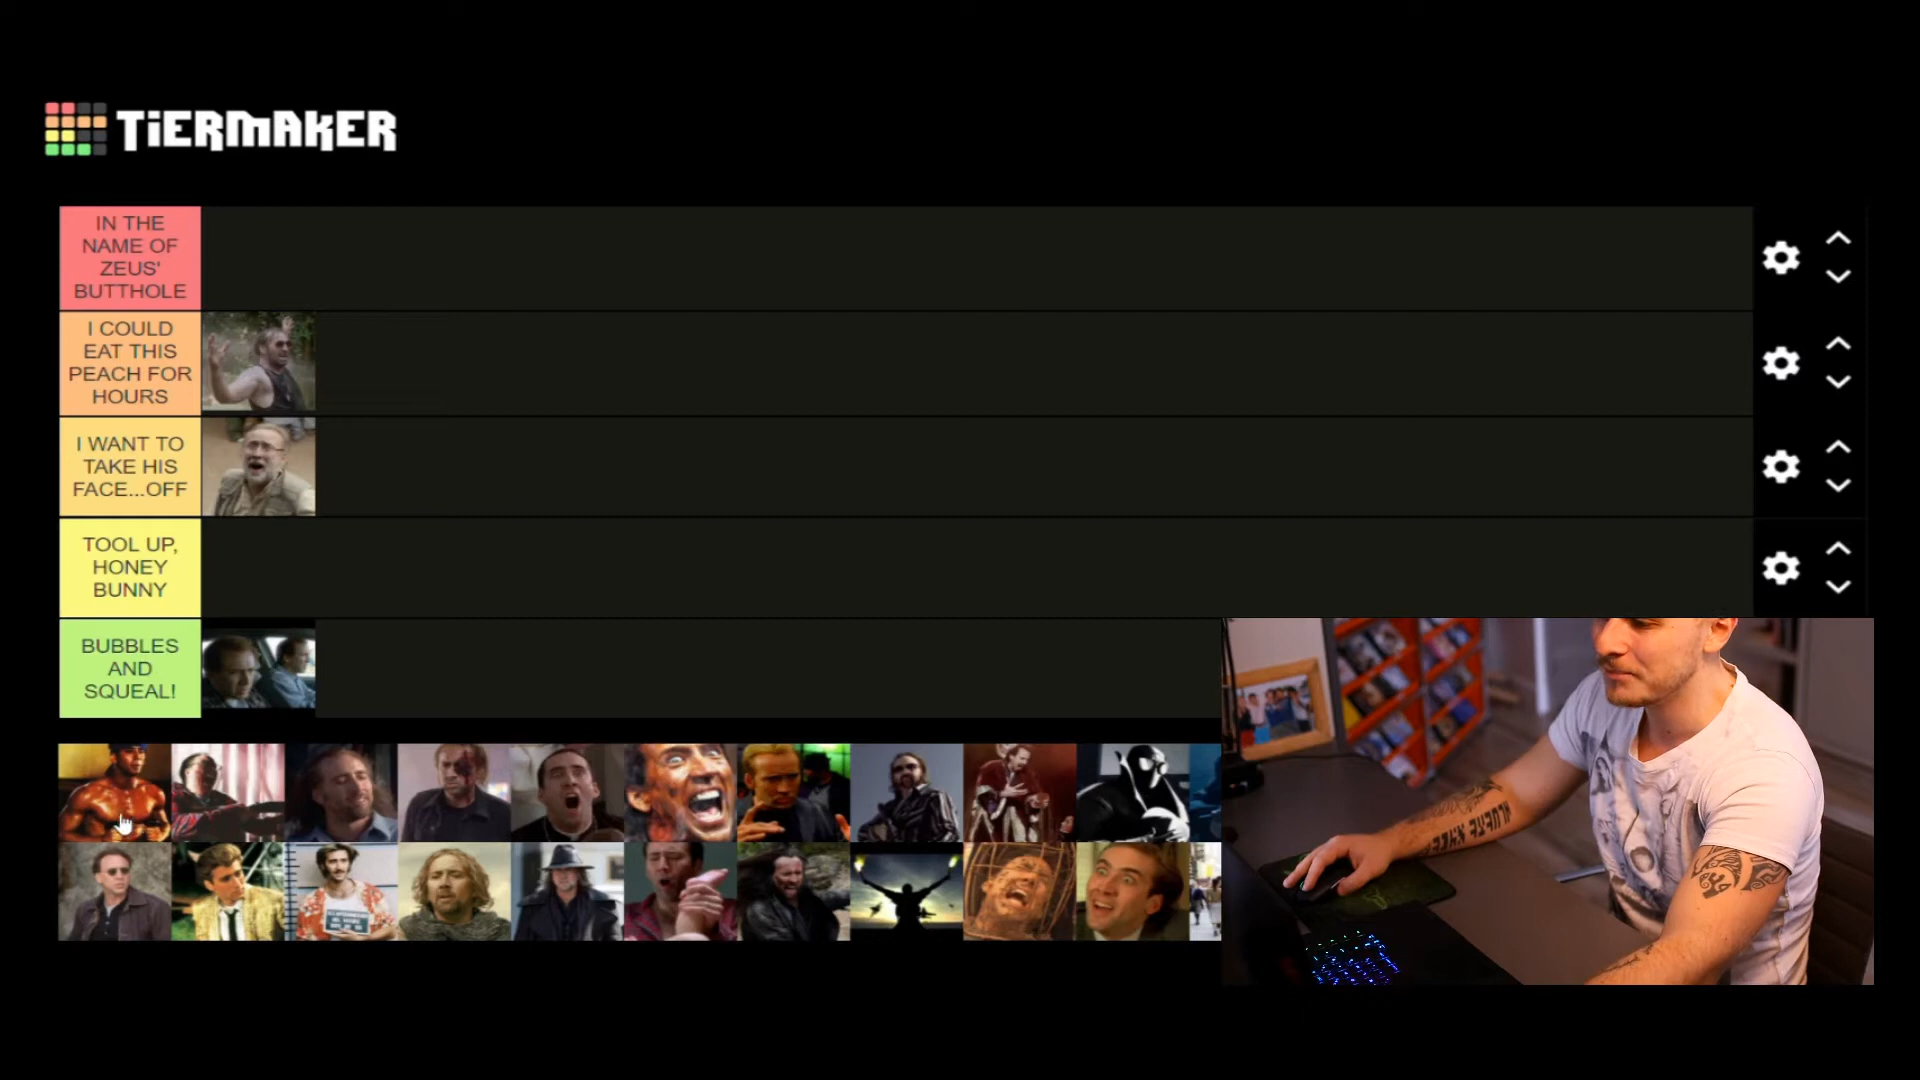 TiERMAKER
IN THE
NAME OF
ZEUS'
BUTTHOLE
I COULD
EAT THIS
PEACH FOR
HOURS
I WANT TO
TAKE HIS
FACE...OFF
TOOL UP,
HONEY
BUNNY
BUBBLES
AND
SQUEAL!